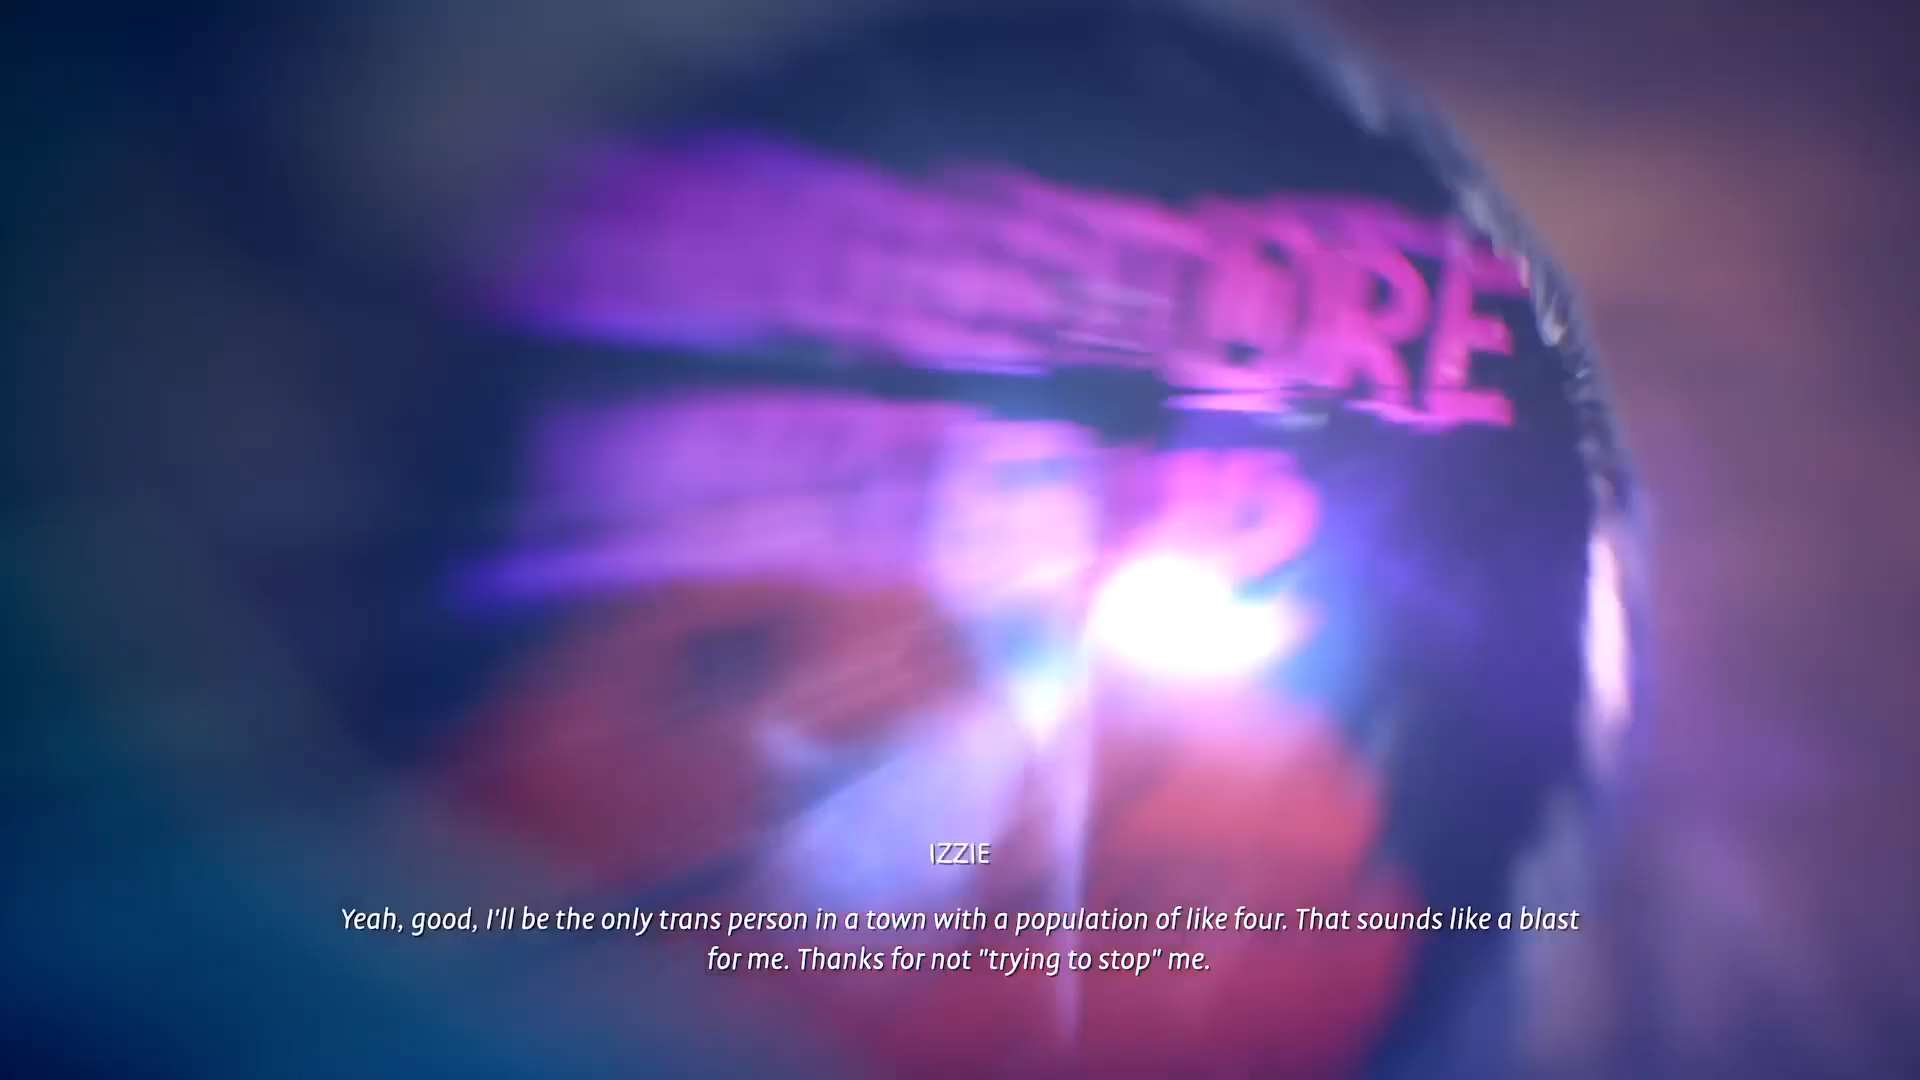 ORE
IZZIE
Yeah, good, I'll be the only trans person in a town with a population of like four. That sounds like a blast
for me. Thanks for not "trying to stop" me.